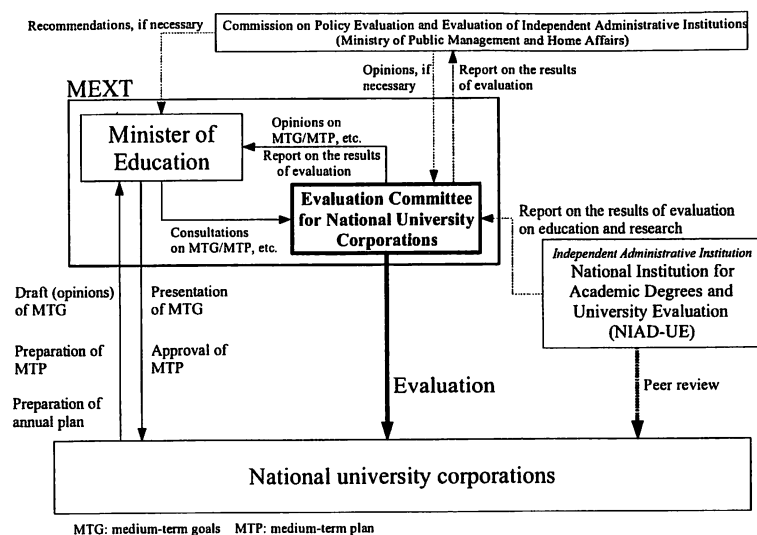 Recommendations, if necessary
Commission on Policy Evaluation and Evaluation of Independent Administrative Institutions
(Ministry of Public Management and Home Affairs)
Opinions, if
necessary
Report on the results
of evaluation
MEXT
Minister of
Education
Opinions on
MTG/MTP, etc.
Report on the results
of evaluation
Evaluation Committee
for National University
Corporations
Consultations
on MTG/MTP, etc.
Report on the results of evaluation
on education and research
Independent Administrative Institution
National Institution for
Academic Degrees and
University Evaluation
(NIAD-UE)
Draft (opinions)
of MTG
Presentation
of MTG
Preparation of
MTP
Approval of
MTP
Preparation of
annual plan
Evaluation
Peer review
National university corporations
MTG: medium-term goals MTP: medium-term plan